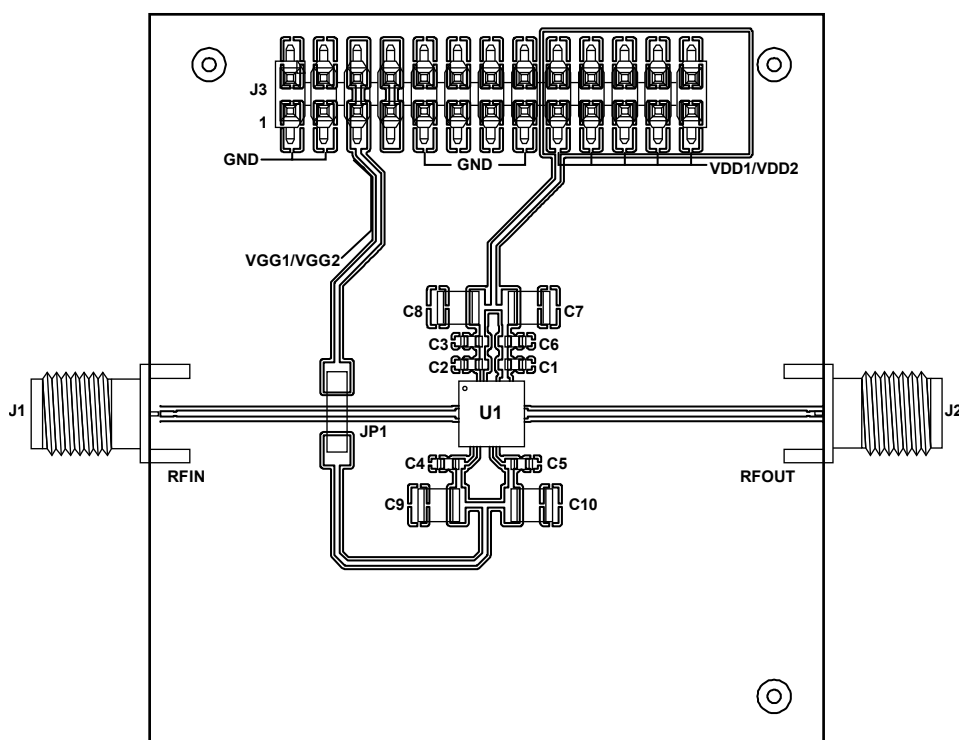 J3
1
GND
GND
VDD1/VDD2
VGG1/VGG2
C8
C7
C3
C6
C2
C1
J1
U1
J2
JP1
RFIN
C4
C5
RFOUT
C9
C10